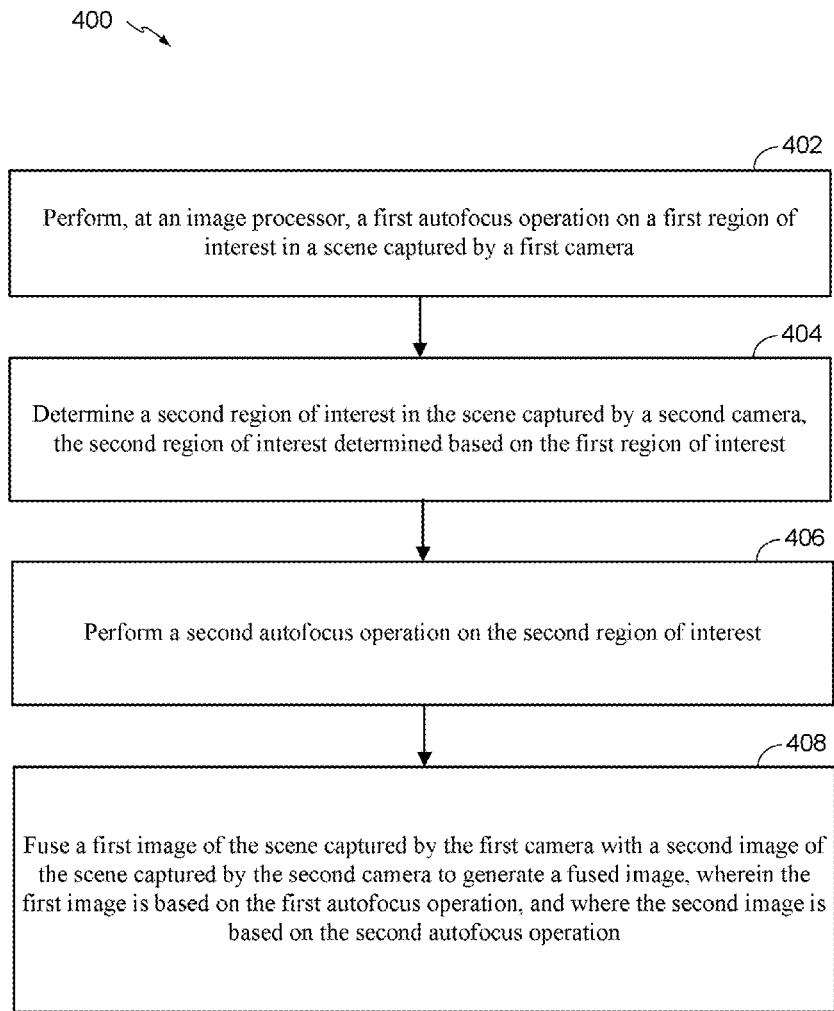 400
402
Perform, at an image processor, a first autofocus operation on a first region of
interest in a scene captured by a first camera
404
Determine a second region of interest in the scene captured by a second camera,
the second region of interest determined based on the first region of interest
406
Perform a second autofocus operation on the second region of interest
408
Fuse a first image of the scene captured by the first camera with a second image of
the scene captured by the second camera to generate a fused image, wherein the
first image is based on the first autofocus operation, and where the second image is
based on the second autofocus operation